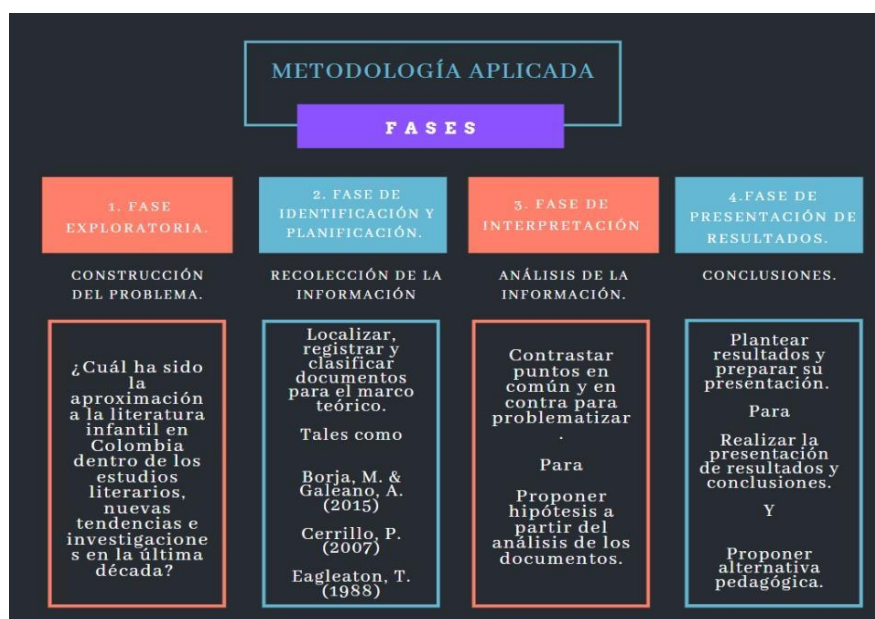 METODOLOGÍA APLICADA
FASES
1. FASE
EXPLORATORIA.
CONSTRUCCIÓN
DEL PROBLEMA.
¿Cuál ha sido
la
aproximación
a la literatura
infantil en
Colombia
dentro de los
estudios
literarios,
nuevas
tendencias e
investigacione
s en la última
década?
2. FASE DE
IDENTIFICACIÓN Y
PLANIFICACIÓN.
RECOLECCIÓN DE LA
INFORMACIÓN
Localizar,
registrar y
clasificar
documentos
para el marco
teórico.
Tales como
Borja, M. &
Galeano, A.
(2015)
Cerrillo, P.
(2007)
Eagleaton, T.
(1988)
3. FASE DE
INTERPRETACIÓN
ANÁLISIS DE LA
INFORMACIÓN.
Contrastar
puntos en
común y en
contra para
problematizar
.
Para
Proponer
hipótesis a
partir del
análisis de los
documentos.
4.FASE DE
PRESENTACIÓN DE
RESULTADOS.
CONCLUSIONES.
Plantear
resultados y
preparar su
presentación.
Para
Realizar la
presentación
de resultados y
conclusiones.
Y
Proponer
alternativa
pedagógica.